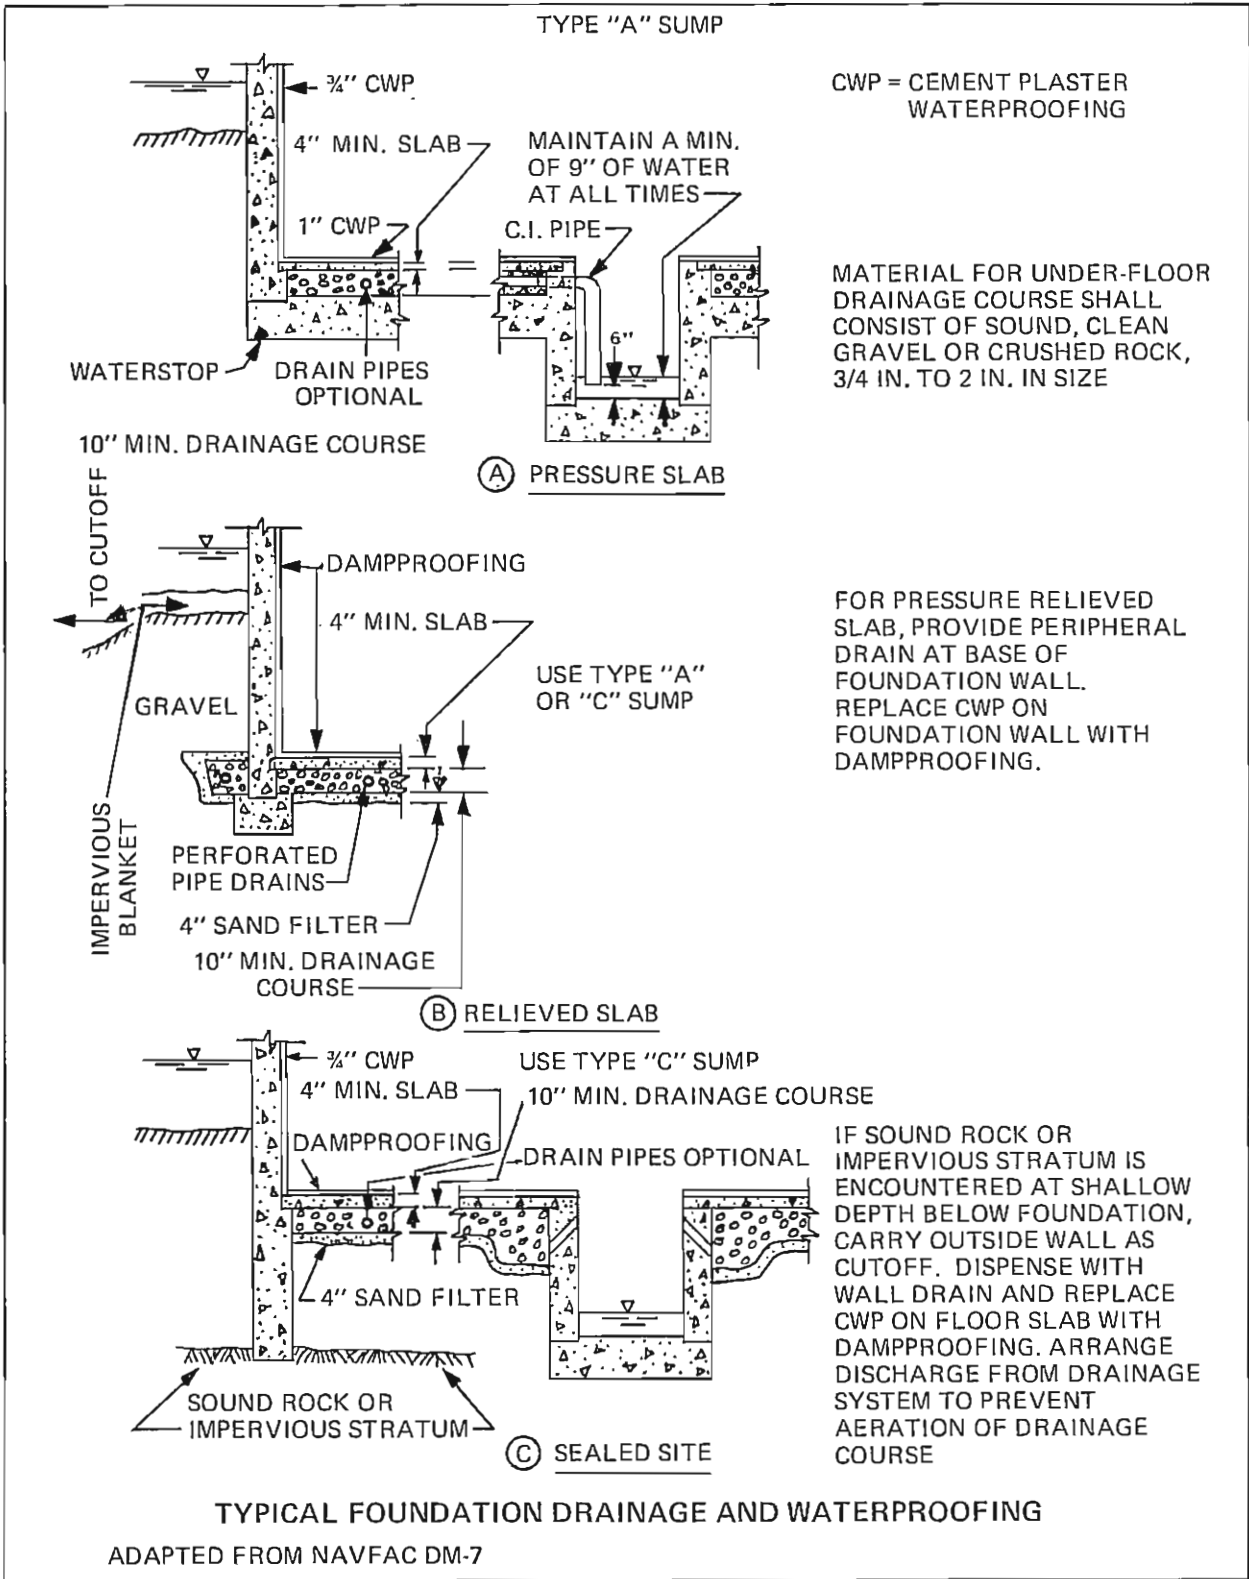 TYPE "A" SUMP
¾" CWP
CWP = CEMENT PLASTER
WATERPROOFING
4" MIN. SLAB
MAINTAIN A MIN.
OF 9" OF WATER
AT ALL TIMES
1" CWP
C.I. PIPE
6"
WATERSTOP
DRAIN PIPES
OPTIONAL
MATERIAL FOR UNDER-FLOOR
DRAINAGE COURSE SHALL
CONSIST OF SOUND, CLEAN
GRAVEL OR CRUSHED ROCK,
3/4 IN. TO 2 IN. IN SIZE
10" MIN. DRAINAGE COURSE
A PRESSURE SLAB
TO CUTOFF
DAMPPROOFING
4" MIN. SLAB
USE TYPE "A"
OR "C" SUMP
GRAVEL
IMPERVIOUS
BLANKET
PERFORATED
PIPE DRAINS
4" SAND FILTER
10" MIN. DRAINAGE
COURSE
FOR PRESSURE RELIEVED
SLAB, PROVIDE PERIPHERAL
DRAIN AT BASE OF
FOUNDATION WALL.
REPLACE CWP ON
FOUNDATION WALL WITH
DAMPPROOFING.
B RELIEVED SLAB
¾" CWP
USE TYPE "C" SUMP
4" MIN. SLAB
10" MIN. DRAINAGE COURSE
DAMPPROOFING
DRAIN PIPES OPTIONAL
4" SAND FILTER
SOUND ROCK OR
IMPERVIOUS STRATUM
IF SOUND ROCK OR
IMPERVIOUS STRATUM IS
ENCOUNTERED AT SHALLOW
DEPTH BELOW FOUNDATION,
CARRY OUTSIDE WALL AS
CUTOFF. DISPENSE WITH
WALL DRAIN AND REPLACE
CWP ON FLOOR SLAB WITH
DAMPPROOFING. ARRANGE
DISCHARGE FROM DRAINAGE
SYSTEM TO PREVENT
AERATION OF DRAINAGE
COURSE
C SEALED SITE
TYPICAL FOUNDATION DRAINAGE AND WATERPROOFING
ADAPTED FROM NAVFAC DM-7